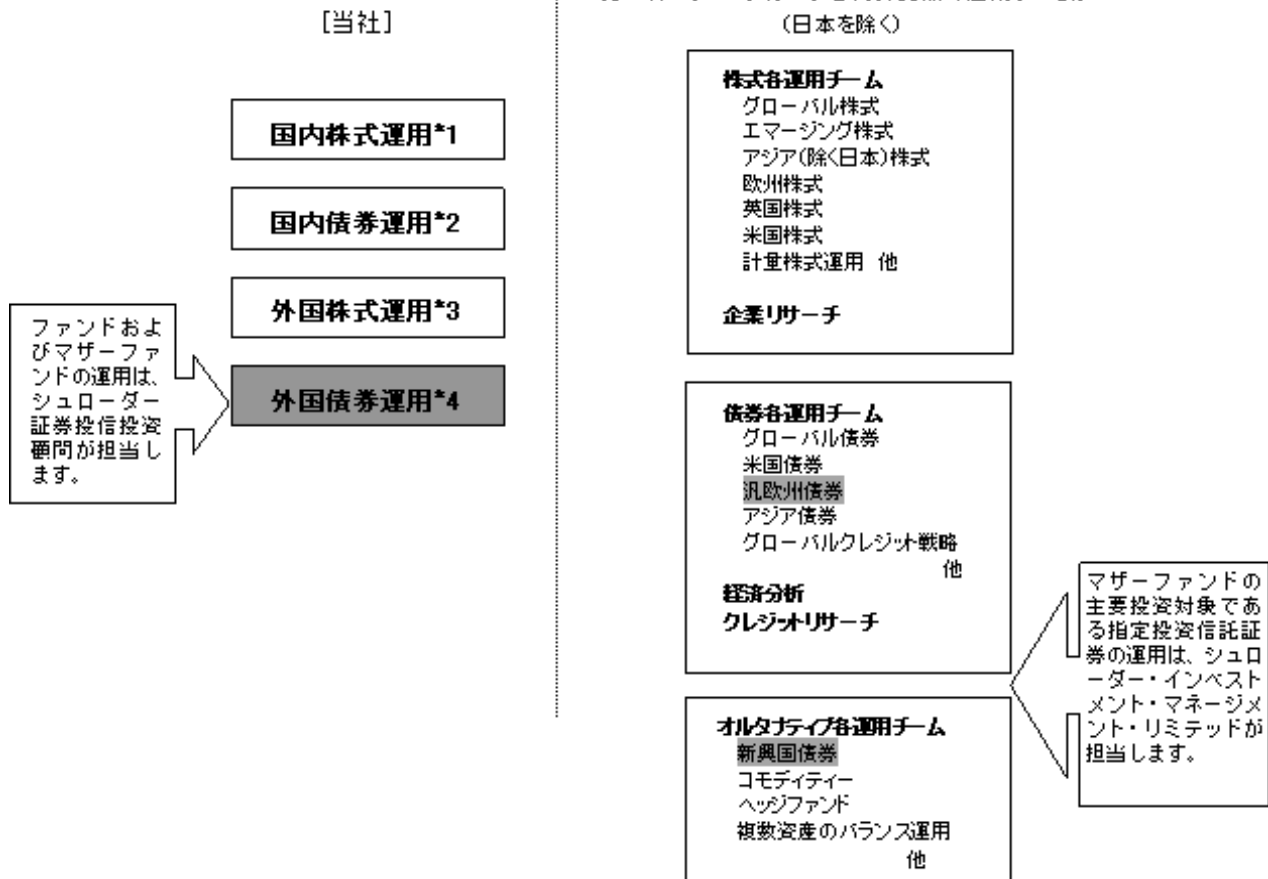 [当社]
(日本を除く)
国内株式運用*1
国内債券運用*2
外国株式運用*3
外国債券運用*4
ファンドおよ
びマザーファ
ンドの運用は、
シュローダー
証券投信投資
顧問が担当し
ます。
株式各運用チーム
グローバル株式
エマージング株式
アジア(除く日本)株式
欧州株式
英国株式
米国株式
計量株式運用 他
企業リサーチ
債券各運用チーム
グローバル債券
米国債券
汎欧州債券
アジア債券
グローバルクレジット戦略
他
経済分析
クレジットリサーチ
オルタナティブ各運用チーム
新興国債券
コモディティー
ヘッジファンド
複数資産のバランス運用
他
マザーファンドの
主要投資対象であ
る指定投資信託証
券の運用は、シュロ
ーダー・インベスト
メント・マネージメ
ント・リミテッドが
担当します。